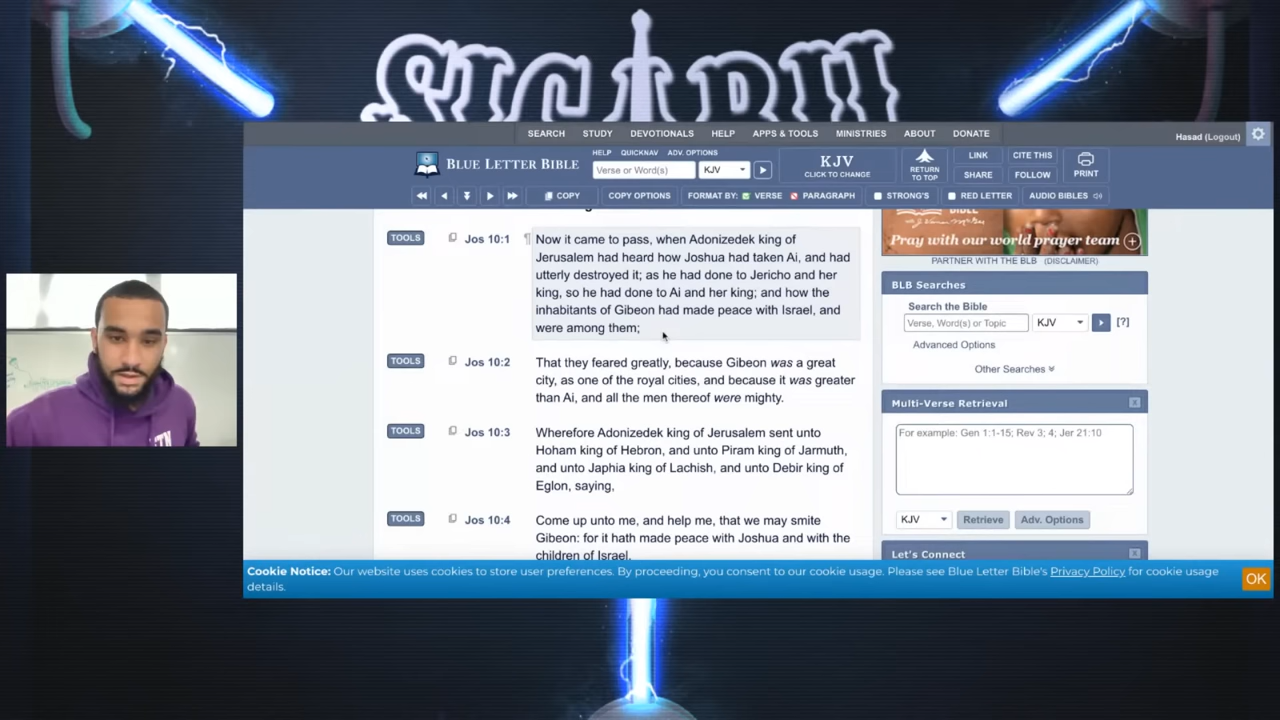 SICARII
SEARCH STUDY DEVOTIONALS HELP APPS & TOOLS MINISTRIES ABOUT DONATE
Hasad (Logout)
BLUE LETTER BIBLE
HELP QUICKNAV ADV. OPTIONS
Verse or Word(s) KJV
KJV
CLICK TO CHANGE
RETURN
TO TOP
LINK CITE THIS
SHARE FOLLOW
PRINT
COPY COPY OPTIONS FORMAT BY: VERSE PARAGRAPH STRONG'S RED LETTER AUDIO BIBLES
TOOLS Jos 10:1 ¶ Now it came to pass, when Adonizedek king of
Jerusalem had heard how Joshua had taken Ai, and had
utterly destroyed it; as he had done to Jericho and her
king, so he had done to Ai and her king; and how the
inhabitants of Gibeon had made peace with Israel, and
were among them;
TOOLS Jos 10:2 That they feared greatly, because Gibeon was a great
city, as one of the royal cities, and because it was greater
than Ai, and all the men thereof were mighty.
TOOLS Jos 10:3 Wherefore Adonizedek king of Jerusalem sent unto
Hoham king of Hebron, and unto Piram king of Jarmuth,
and unto Japhia king of Lachish, and unto Debir king of
Eglon, saying,
TOOLS Jos 10:4 Come up unto me, and help me, that we may smite
Gibeon: for it hath made peace with Joshua and with the
children of Israel.
Pray with our world prayer team
PARTNER WITH THE BLB (DISCLAIMER)
BLB Searches
Search the Bible
Verse, Word(s) or Topic KJV [?]
Advanced Options
Other Searches
Multi-Verse Retrieval x
For example: Gen 1:1-15; Rev 3; 4; Jer 21:10
KJV Retrieve Adv. Options
Let's Connect x
Cookie Notice: Our website uses cookies to store user preferences. By proceeding, you consent to our cookie usage. Please see Blue Letter Bible's Privacy Policy for cookie usage
details.
OK